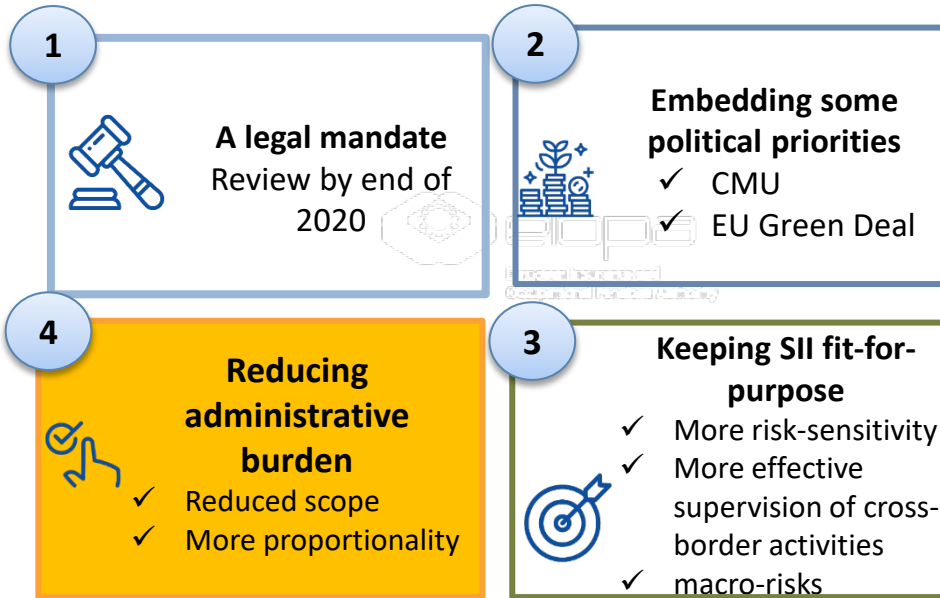 1
A legal mandate
Review by end of
2020
2
Embedding some
political priorities
✓ CMU
✓ EU Green Deal
eiopa
4
Reducing
administrative
burden
✓ Reduced scope
✓ More proportionality
3
Keeping SII fit-for-
purpose
✓ More risk-sensitivity
✓ More effective
supervision of cross-
border activities
✓ macro-risks